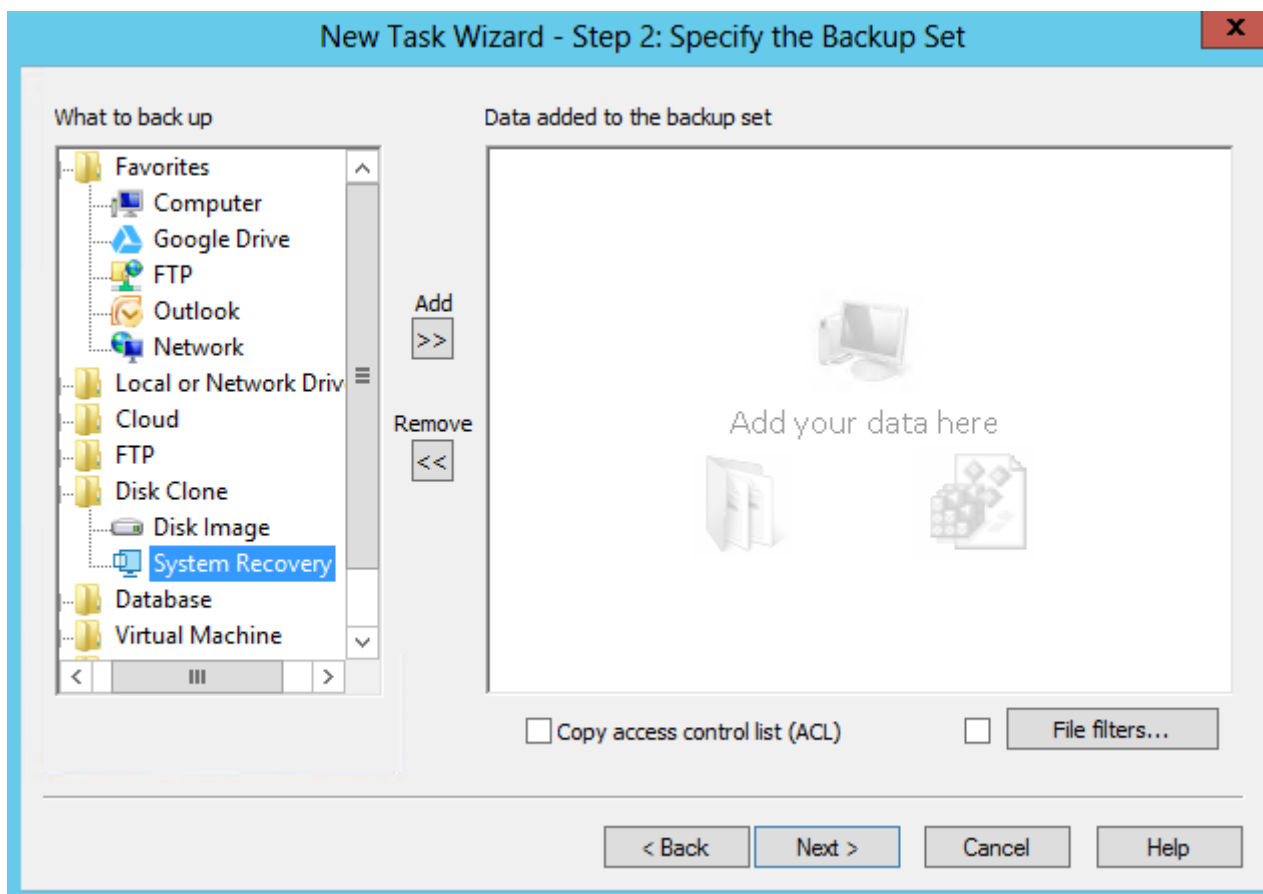 New Task Wizard - Step 2: Specify the Backup Set
x
What to back up
Data added to the backup set
Favorites
Computer
Google Drive
FTP
Outlook
Network
Local or Network Driv
Cloud
FTP
Disk Clone
Disk Image
System Recovery
Database
Virtual Machine
Add
>>
Remove
<<
Add your data here
Copy access control list (ACL)
File filters...
< Back
Next >
Cancel
Help